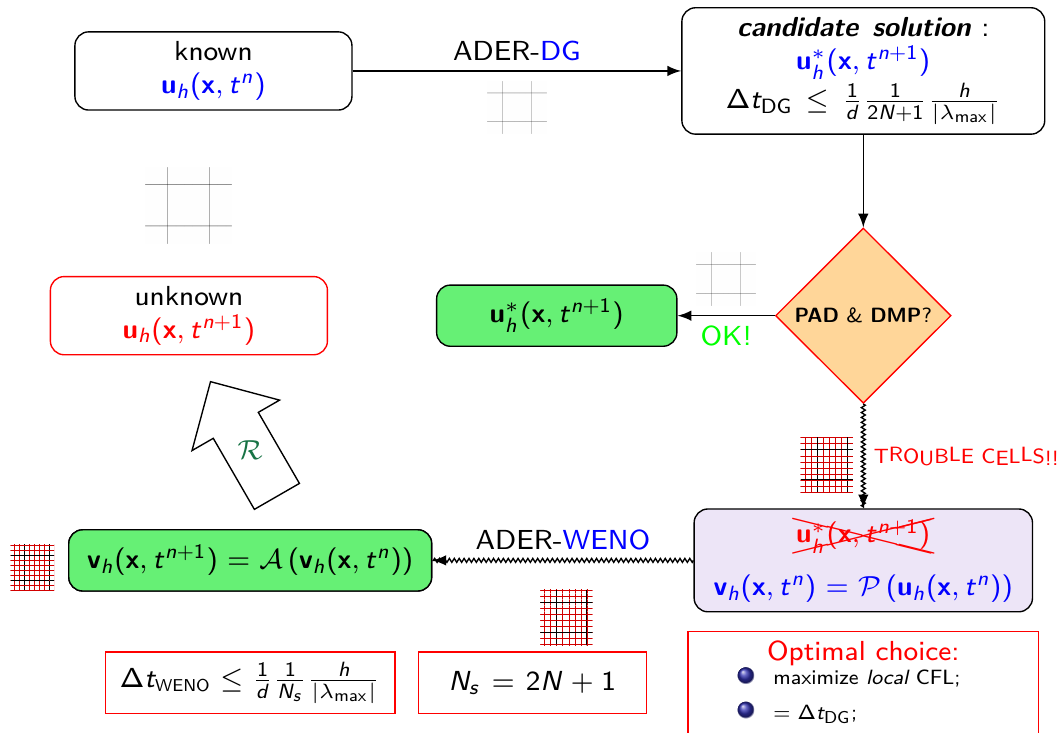 known
u_h(x, t^n)
ADER-DG
candidate solution :
u*_h(x, t^{n+1})
Δt_DG ≤ 1/d 1/(2N+1) h/|λ_max|
unknown
u_h(x, t^{n+1})
u*_h(x, t^{n+1})
OK!
PAD & DMP?
TROUBLE CELLS!!
R
v_h(x, t^{n+1}) = A (v_h(x, t^n))
ADER-WENO
u*_h(x, t^{n+1})
v_h(x, t^n) = P (u_h(x, t^n))
Δt_WENO ≤ 1/d 1/N_s h/|λ_max|
N_s = 2N + 1
Optimal choice:
maximize local CFL;
= Δt_DG;